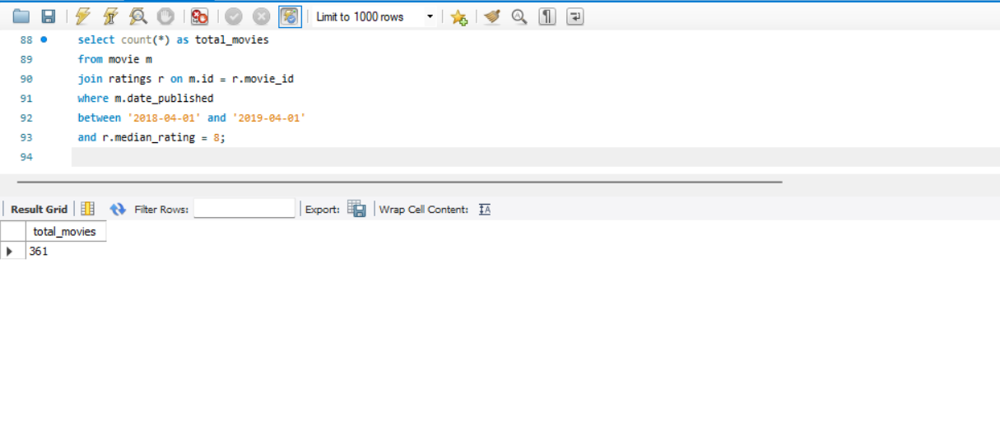 Limit to 1000 rows
88 select count(*) as total_movies
89 from movie m
90 join ratings r on m.id = r.movie_id
91 where m.date_published
92 between '2018-04-01' and '2019-04-01'
93 and r.median_rating = 8;
94
Result Grid Filter Rows: Export: Wrap Cell Content: IA
total_movies
361